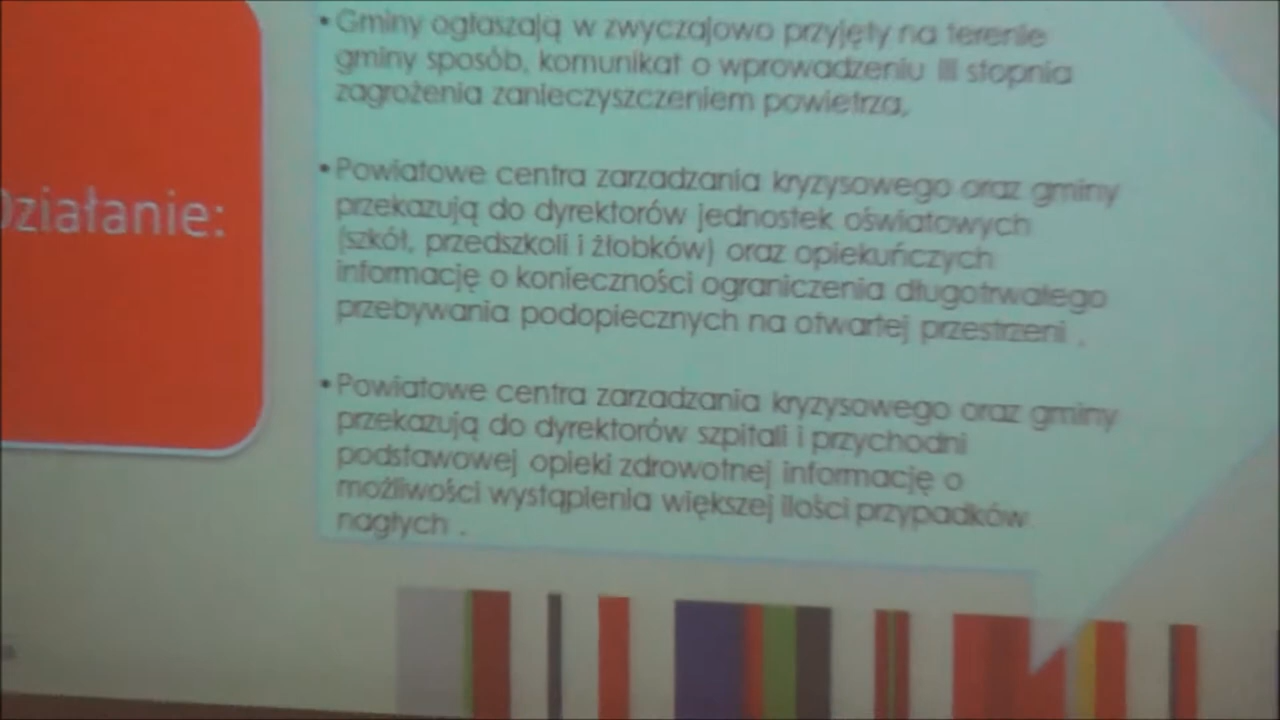 Działanie:
• Gminy ogłaszają w zwyczajowo przyjęty na terenie
gminy sposób, komunikat o wprowadzeniu III stopnia
zagrożenia zanieczyszczeniem powietrza,
• Powiatowe centra zarzadzania kryzysowego oraz gminy
przekazują do dyrektorów jednostek oświatowych
(szkół, przedszkoli i żłobków) oraz opiekuńczych
informację o konieczności ograniczenia długotrwałego
przebywania podopiecznych na otwartej przestrzeni .
• Powiatowe centra zarzadzania kryzysowego oraz gminy
przekazują do dyrektorów szpitali i przychodni
podstawowej opieki zdrowotnej informację o
możliwości wystąpienia większej ilości przypadków
nagłych .